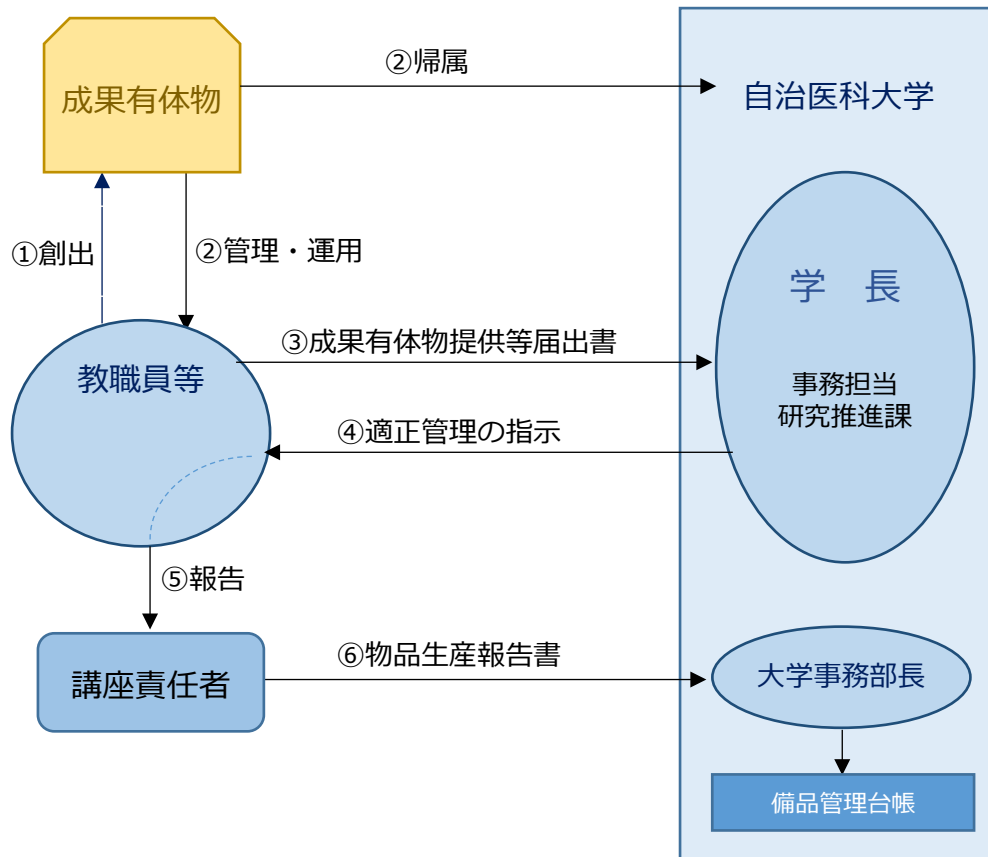 ②帰属
成果有体物
自治医科大学
①創出
②管理・運用
学　長
③成果有体物提供等届出書
教職員等
事務担当
研究推進課
④適正管理の指示
⑤報告
⑥物品生産報告書
講座責任者
大学事務部長
備品管理台帳